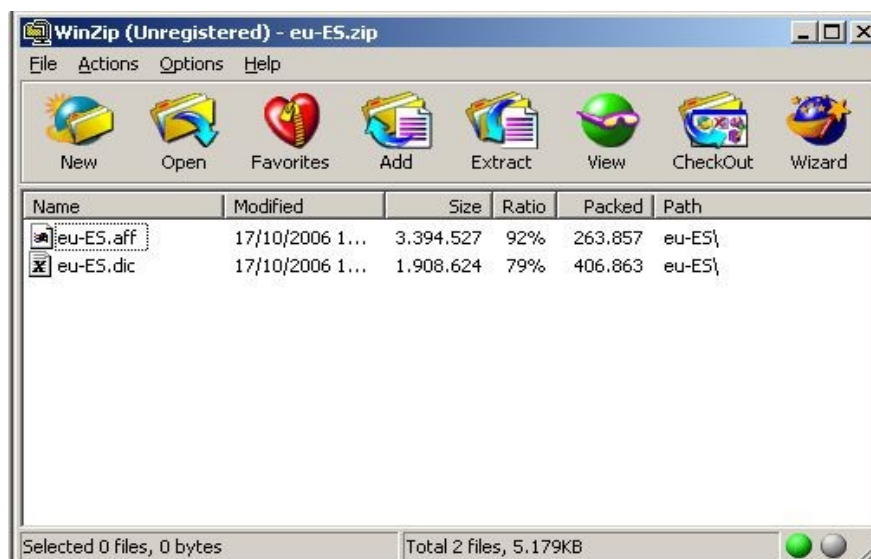 WinZip (Unregistered) - eu-ES.zip
File Actions Options Help
New Open Favorites Add Extract View CheckOut Wizard
Name Modified Size Ratio Packed Path
eu-ES.aff 17/10/2006 1... 3.394.527 92% 263.857 eu-ES\
eu-ES.dic 17/10/2006 1... 1.908.624 79% 406.863 eu-ES\
Selected 0 files, 0 bytes Total 2 files, 5.179KB